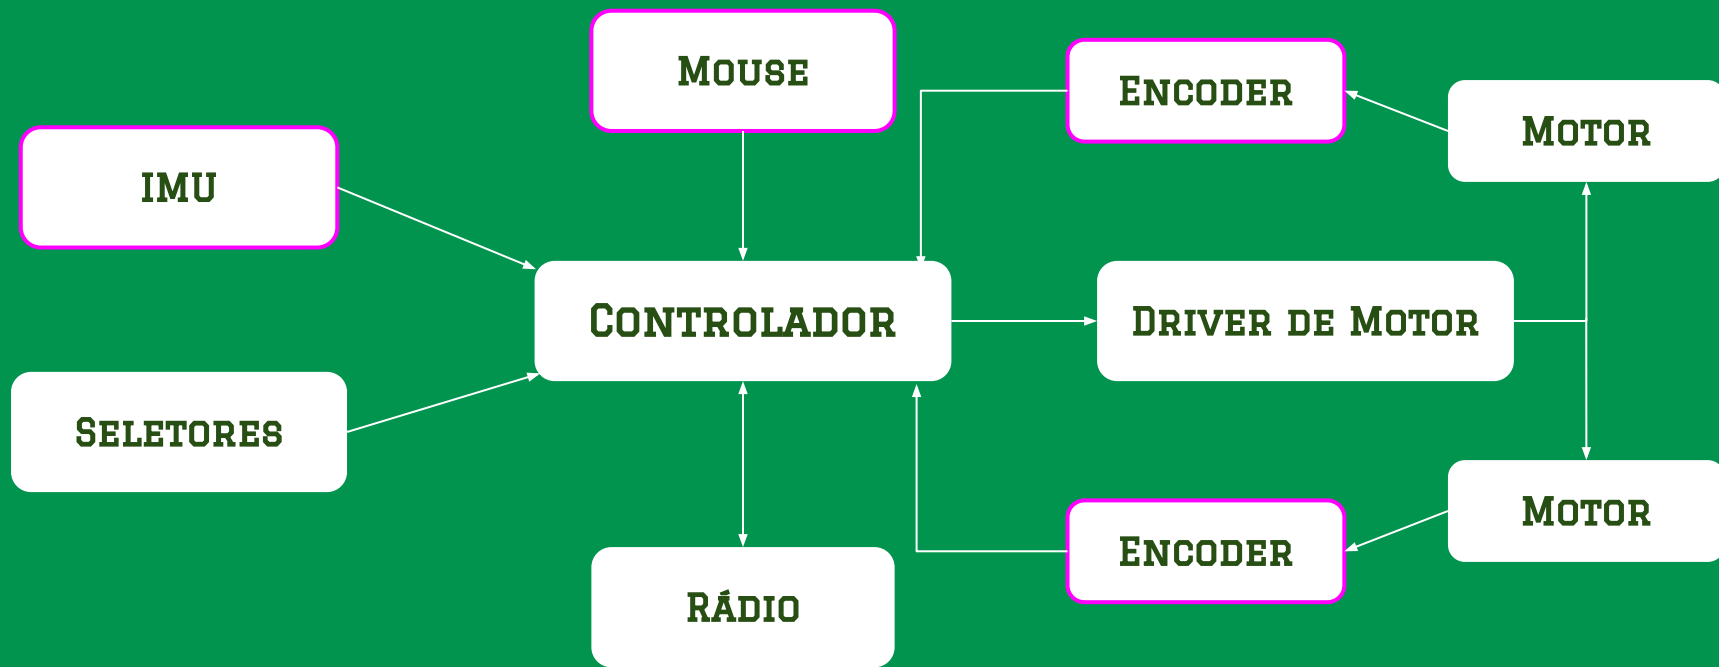 Mouse
Encoder
Motor
IMU
Controlador
Driver de Motor
Seletores
Motor
Encoder
Rádio